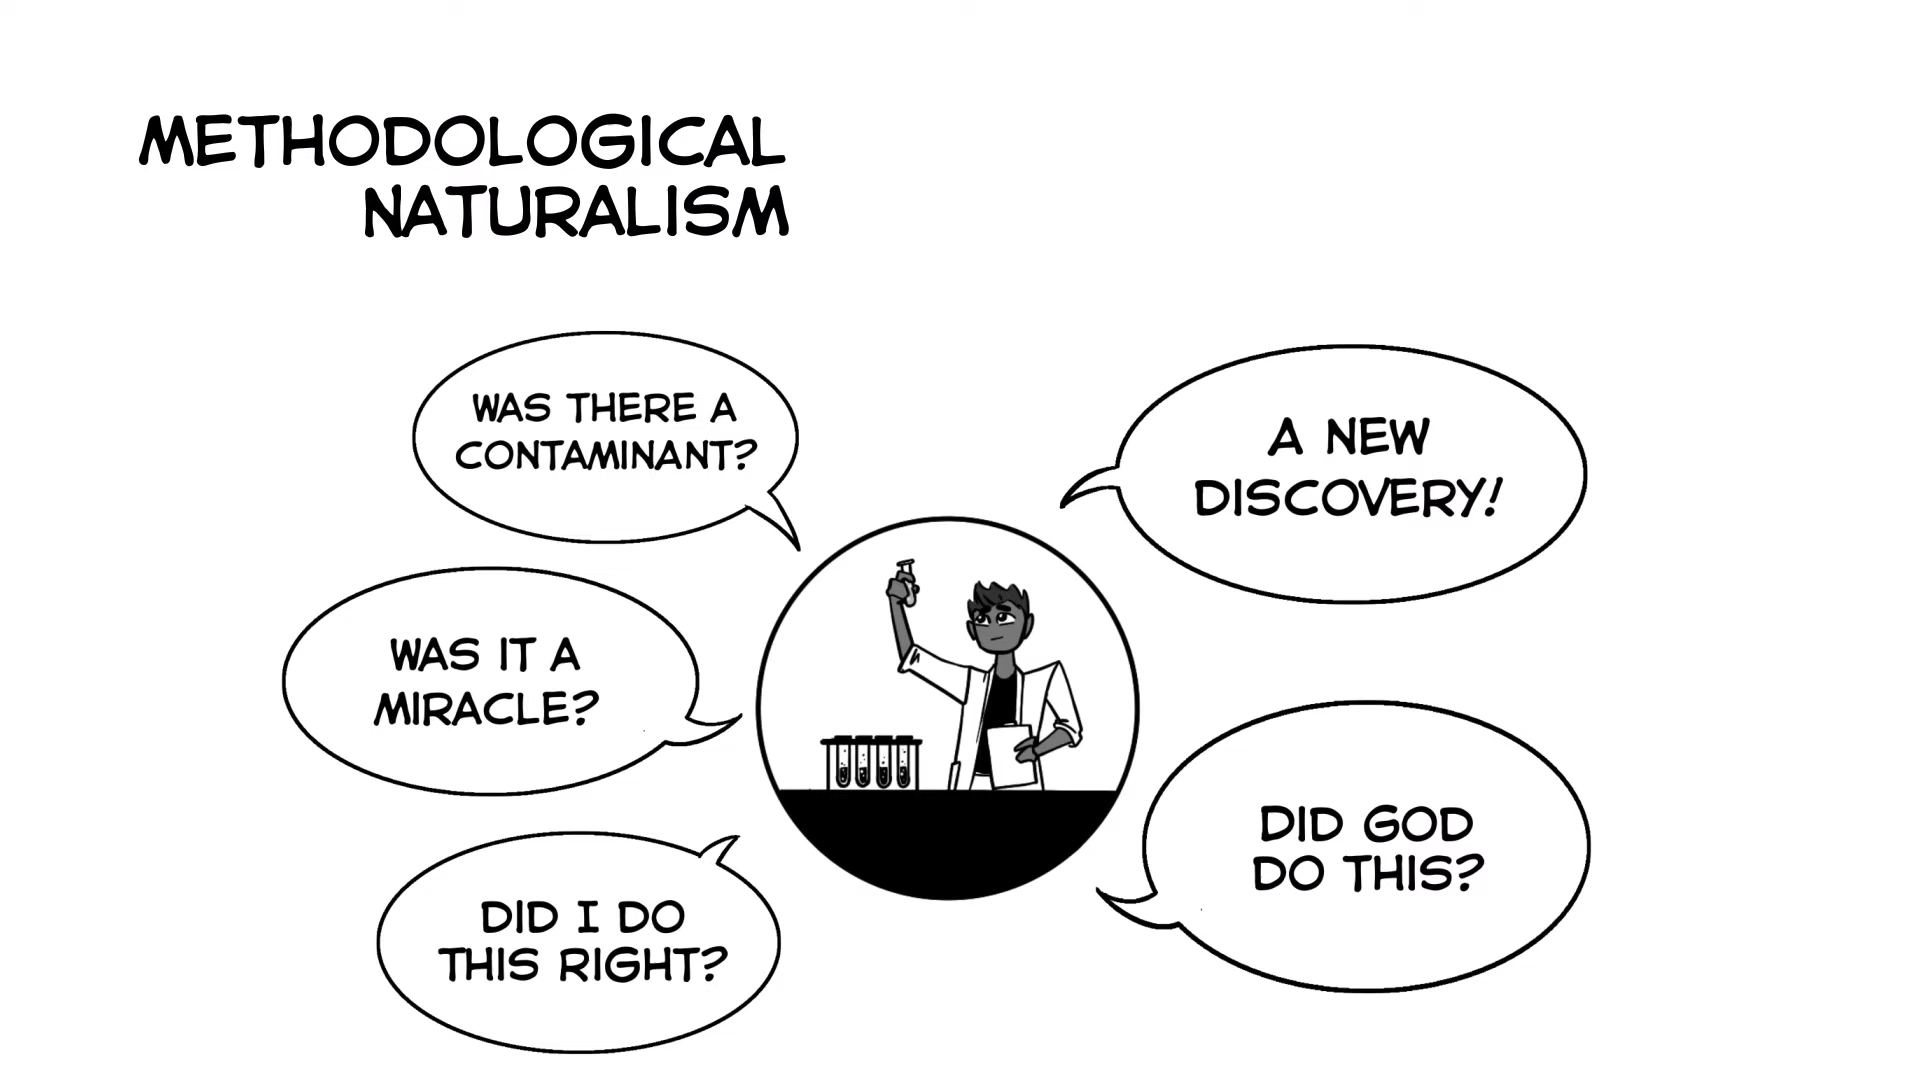 METHODOLOGICAL
NATURALISM
WAS THERE A
CONTAMINANT?
A NEW
DISCOVERY!
WAS IT A
MIRACLE?
DID GOD
DO THIS?
DID I DO
THIS RIGHT?